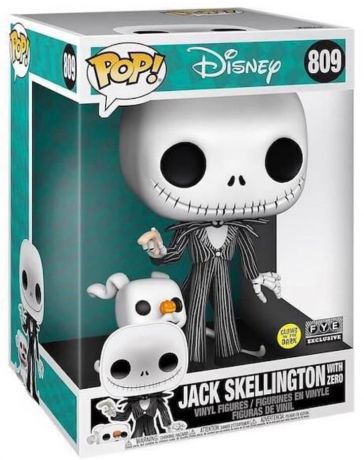 809
POP!
Disney
809
GLOWS
IN THE
DARK
FYE
EXCLUSIVE
JACK SKELLINGTON WITH ZERO
VINYL FIGURES / FIGURINES EN VINYLE
FIGURAS DE VINIL
WARNING